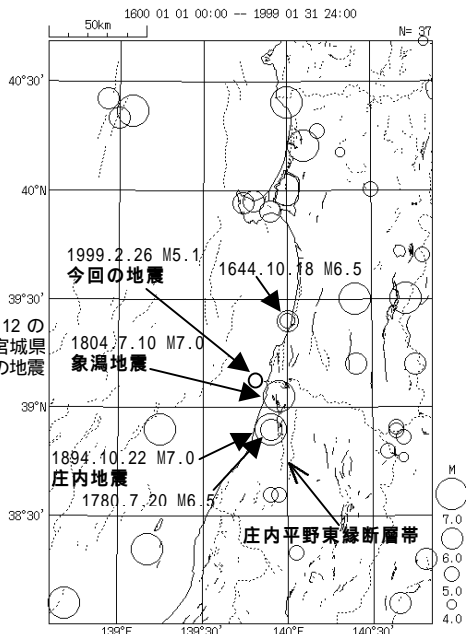 1600 01 01 00:00 -- 1999 01 31 24:00
50km
N= 37
40°30'
40°N
1999.2.26 M5.1
今回の地震
1644.10.18 M6.5
39°30'
12 の
宮城県
の地震
1804.7.10 M7.0
象潟地震
39°N
1894.10.22 M7.0
庄内地震
1780.7.20 M6.5
38°30'
庄内平野東縁断層帯
M
7.0
6.0
5.0
4.0
139°E
139°30'
140°E
140°30'